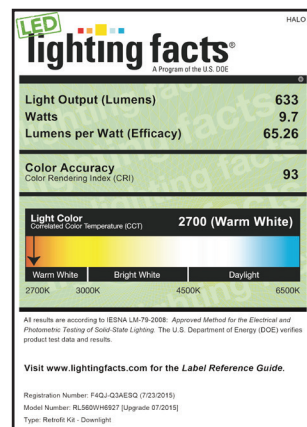 HALO
LED
lighting facts®
A Program of the U.S. DOE
Light Output (Lumens) 633
Watts 9.7
Lumens per Watt (Efficacy) 65.26
Color Accuracy
Color Rendering Index (CRI) 93
Light Color
Correlated Color Temperature (CCT) 2700 (Warm White)
Warm White Bright White Daylight
2700K 3000K 4500K 6500K
All results are according to IESNA LM-79-2008: Approved Method for the Electrical and
Photometric Testing of Solid-State Lighting. The U.S. Department of Energy (DOE) verifies
product test data and results.
Visit www.lightingfacts.com for the Label Reference Guide.
Registration Number: F4QJ-Q3AESQ (7/23/2015)
Model Number: RL560WH6927 [Upgrade 07/2015]
Type: Retrofit Kit - Downlight